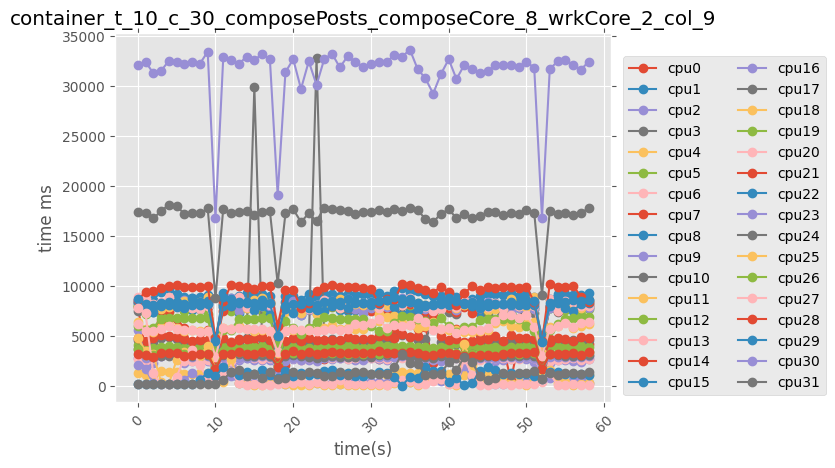 container_t_10_c_30_composePosts_composeCore_8_wrkCore_2_col_9
time ms
35000
30000
25000
20000
15000
10000
5000
0
0
10
20
30
40
50
60
time(s)
cpu0
cpu1
cpu2
cpu3
cpu4
cpu5
cpu6
cpu7
cpu8
cpu9
cpu10
cpu11
cpu12
cpu13
cpu14
cpu15
cpu16
cpu17
cpu18
cpu19
cpu20
cpu21
cpu22
cpu23
cpu24
cpu25
cpu26
cpu27
cpu28
cpu29
cpu30
cpu31